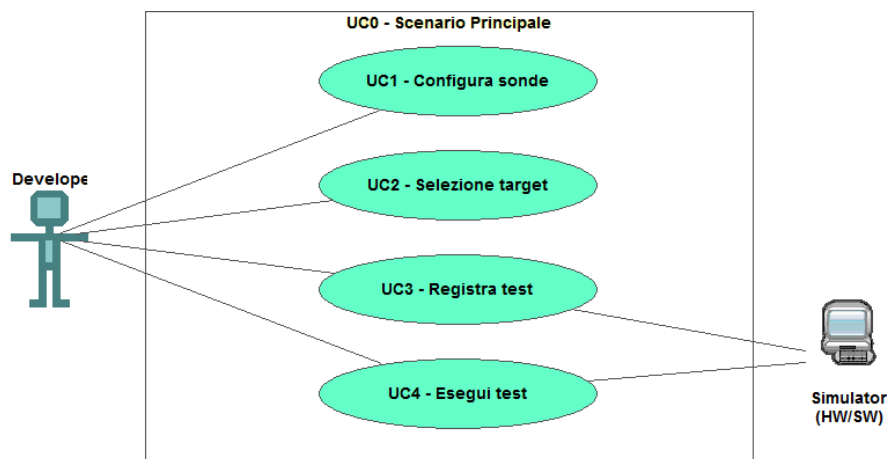 UC0 - Scenario Principale
UC1 - Configura sonde
Develope
UC2 - Selezione target
UC3 - Registra test
UC4 - Esegui test
Simulator
(HW/SW)